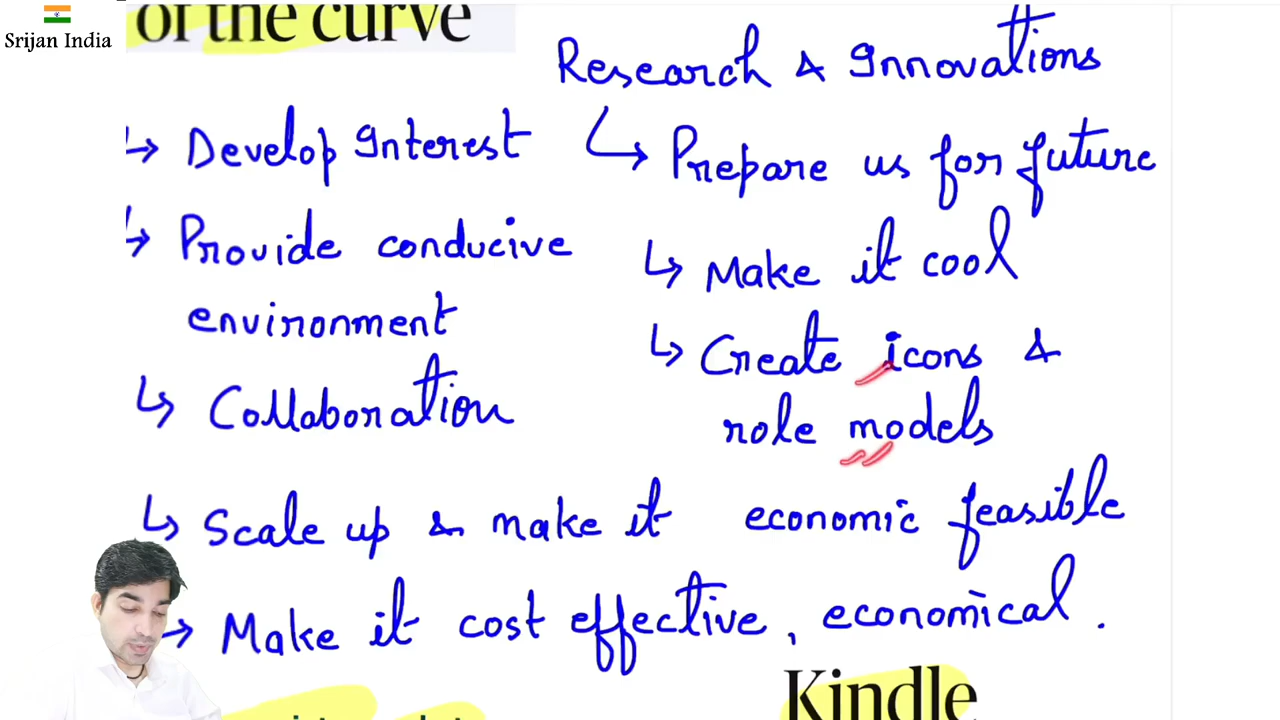 of the curve
Srijan India
Research & Innovations
↳ Develop Interest
↳ Prepare us for future
↳ Provide conducive
environment
↳ Make it cool
↳ Create icons &
role models
↳ Collaboration
↳ Scale up & make it economic feasible
→ Make it cost effective, economical.
Kindle